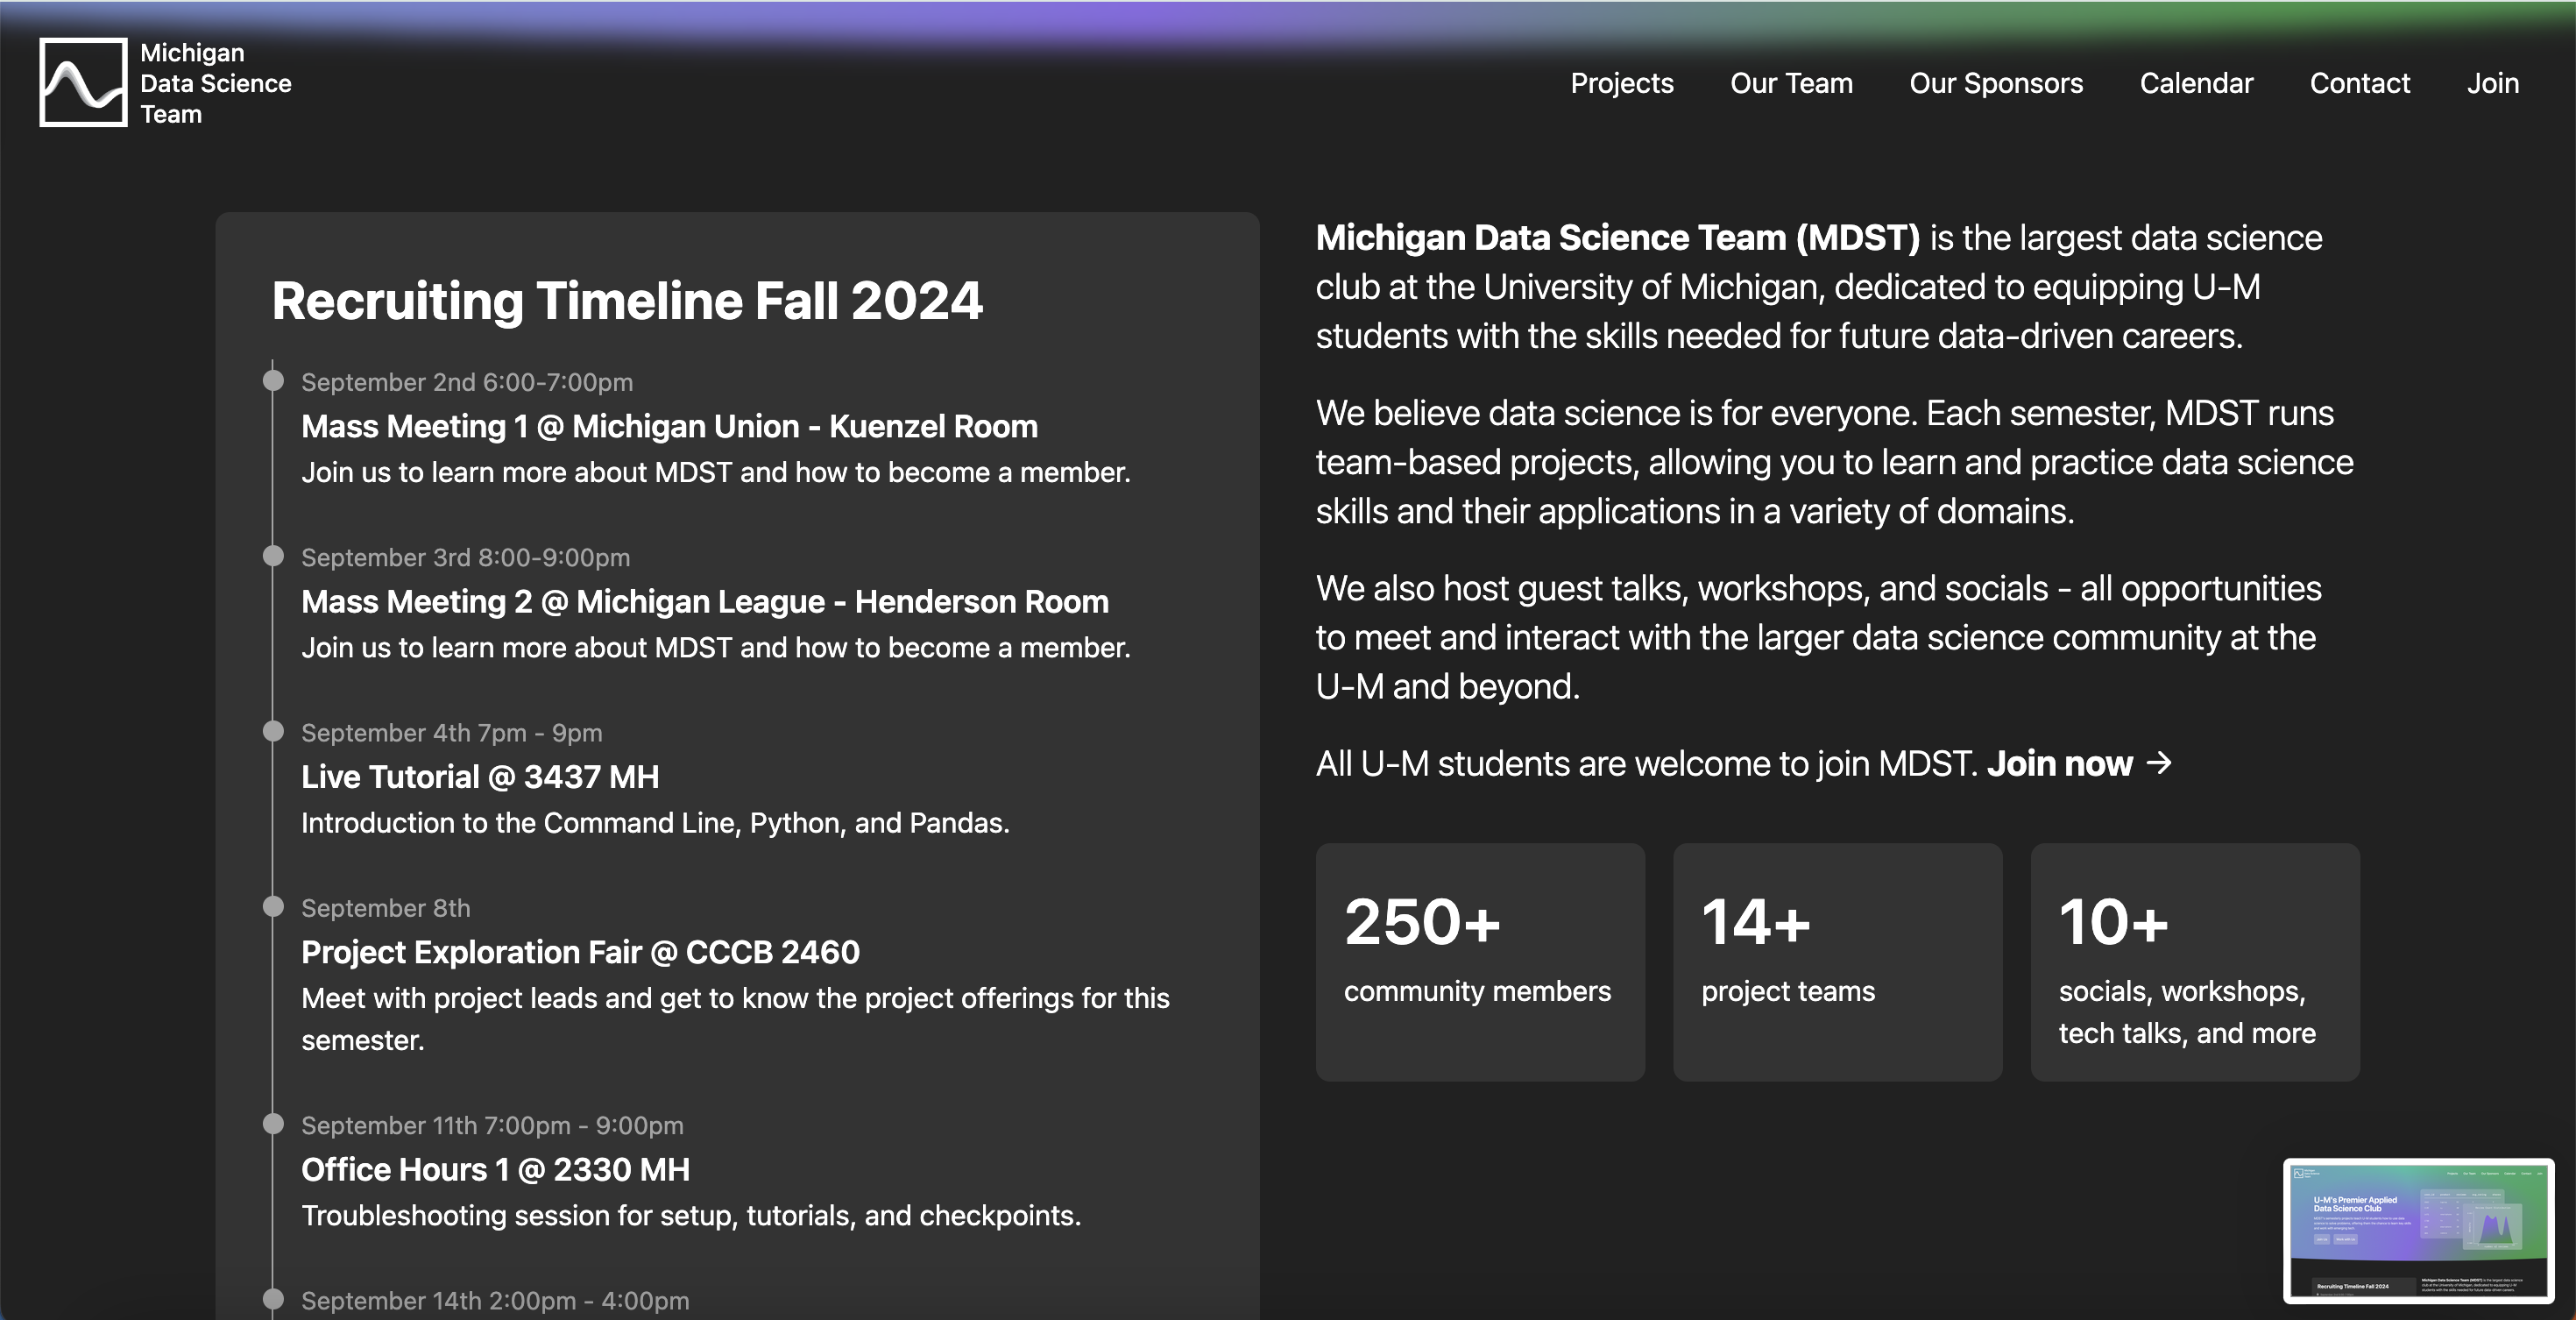 Michigan
Data Science
Team
Projects
Our Team
Our Sponsors
Calendar
Contact
Join
Recruiting Timeline Fall 2024
September 2nd 6:00-7:00pm
Mass Meeting 1 @ Michigan Union - Kuenzel Room
Join us to learn more about MDST and how to become a member.
September 3rd 8:00-9:00pm
Mass Meeting 2 @ Michigan League - Henderson Room
Join us to learn more about MDST and how to become a member.
September 4th 7pm - 9pm
Live Tutorial @ 3437 MH
Introduction to the Command Line, Python, and Pandas.
September 8th
Project Exploration Fair @ CCCB 2460
Meet with project leads and get to know the project offerings for this
semester.
September 11th 7:00pm - 9:00pm
Office Hours 1 @ 2330 MH
Troubleshooting session for setup, tutorials, and checkpoints.
September 14th 2:00pm - 4:00pm
Michigan Data Science Team (MDST) is the largest data science
club at the University of Michigan, dedicated to equipping U-M
students with the skills needed for future data-driven careers.
We believe data science is for everyone. Each semester, MDST runs
team-based projects, allowing you to learn and practice data science
skills and their applications in a variety of domains.
We also host guest talks, workshops, and socials - all opportunities
to meet and interact with the larger data science community at the
U-M and beyond.
All U-M students are welcome to join MDST. Join now →
250+
community members
14+
project teams
10+
socials, workshops,
tech talks, and more
U-M's Premier Applied
Data Science Club
Recruiting Timeline Fall 2024